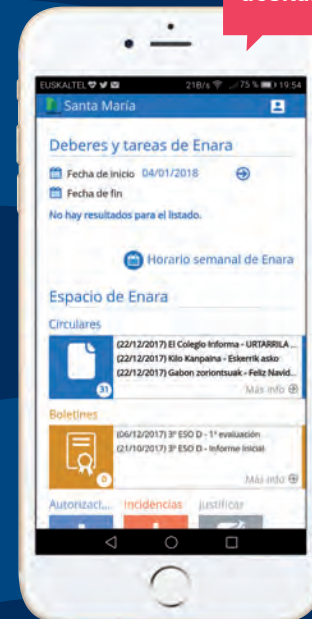 EUSKALTEL 21B/s 75 % 19:54
Santa María
Deberes y tareas de Enara
Fecha de inicio 04/01/2018
Fecha de fin
No hay resultados para el listado.
Horario semanal de Enara
Espacio de Enara
Circulares
(22/12/2017) El Colegio Informa - URTARRILA ...
(22/12/2017) Kilo Kanpaina - Eskerrik asko
(22/12/2017) Gabon zoriontsuak - Feliz Navid...
31
Más info
Boletines
(06/12/2017) 3º ESO D - 1ª evaluación
(21/10/2017) 3º ESO D - Informe Inicial
0
Más info
Autorizaci... Incidencias Justificar